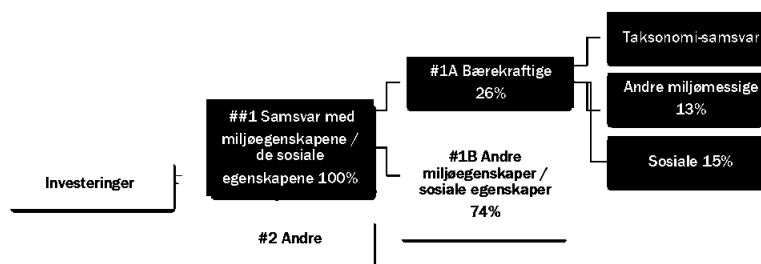 Investeringer
##1 Samsvar med
miljøegenskapene /
de sosiale
egenskapene 100%
#2 Andre
#1A Bærekraftige
26%
#1B Andre
miljøegenskaper /
sosiale egenskaper
74%
Taksonomi-samsvar
Andre miljømessige
13%
Sosiale 15%